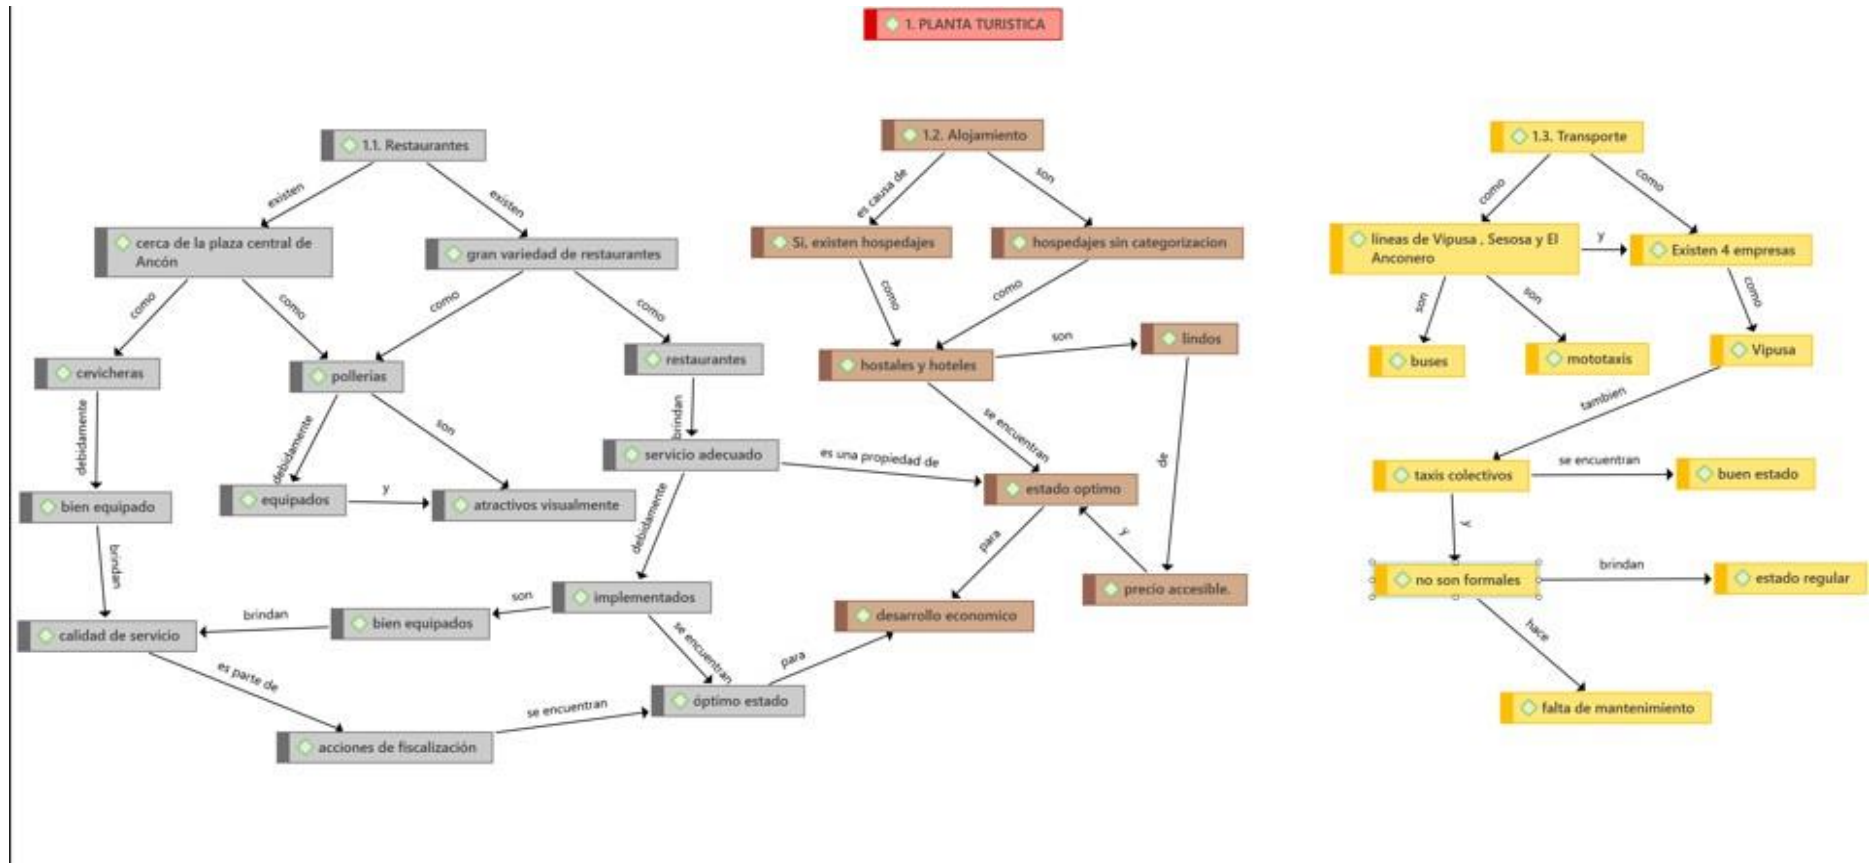 1. PLANTA TURISTICA
1.1. Restaurantes
1.2. Alojamiento
1.3. Transporte
existen
existen
es causa de
son
como
como
cerca de la plaza central de
Ancón
gran variedad de restaurantes
Si, existen hospedajes
hospedajes sin categorizacion
líneas de Vipusa , Sesosa y El
Anconero
y
Existen 4 empresas
como
como
como
como
como
como
son
son
como
cevicheras
pollerias
restaurantes
hostales y hoteles
son
lindos
buses
mototaxis
Vipusa
debidamente
debidamente
son
brindan
se encuentran
de
tambien
servicio adecuado
es una propiedad de
estado optimo
taxis colectivos
se encuentran
buen estado
bien equipado
equipados
y
atractivos visualmente
debidamente
para
y
y
brindan
implementados
son
bien equipados
brindan
calidad de servicio
precio accesible.
desarrollo economico
no son formales
brindan
estado regular
se encuentran
para
hace
es parte de
óptimo estado
se encuentran
acciones de fiscalización
falta de mantenimiento